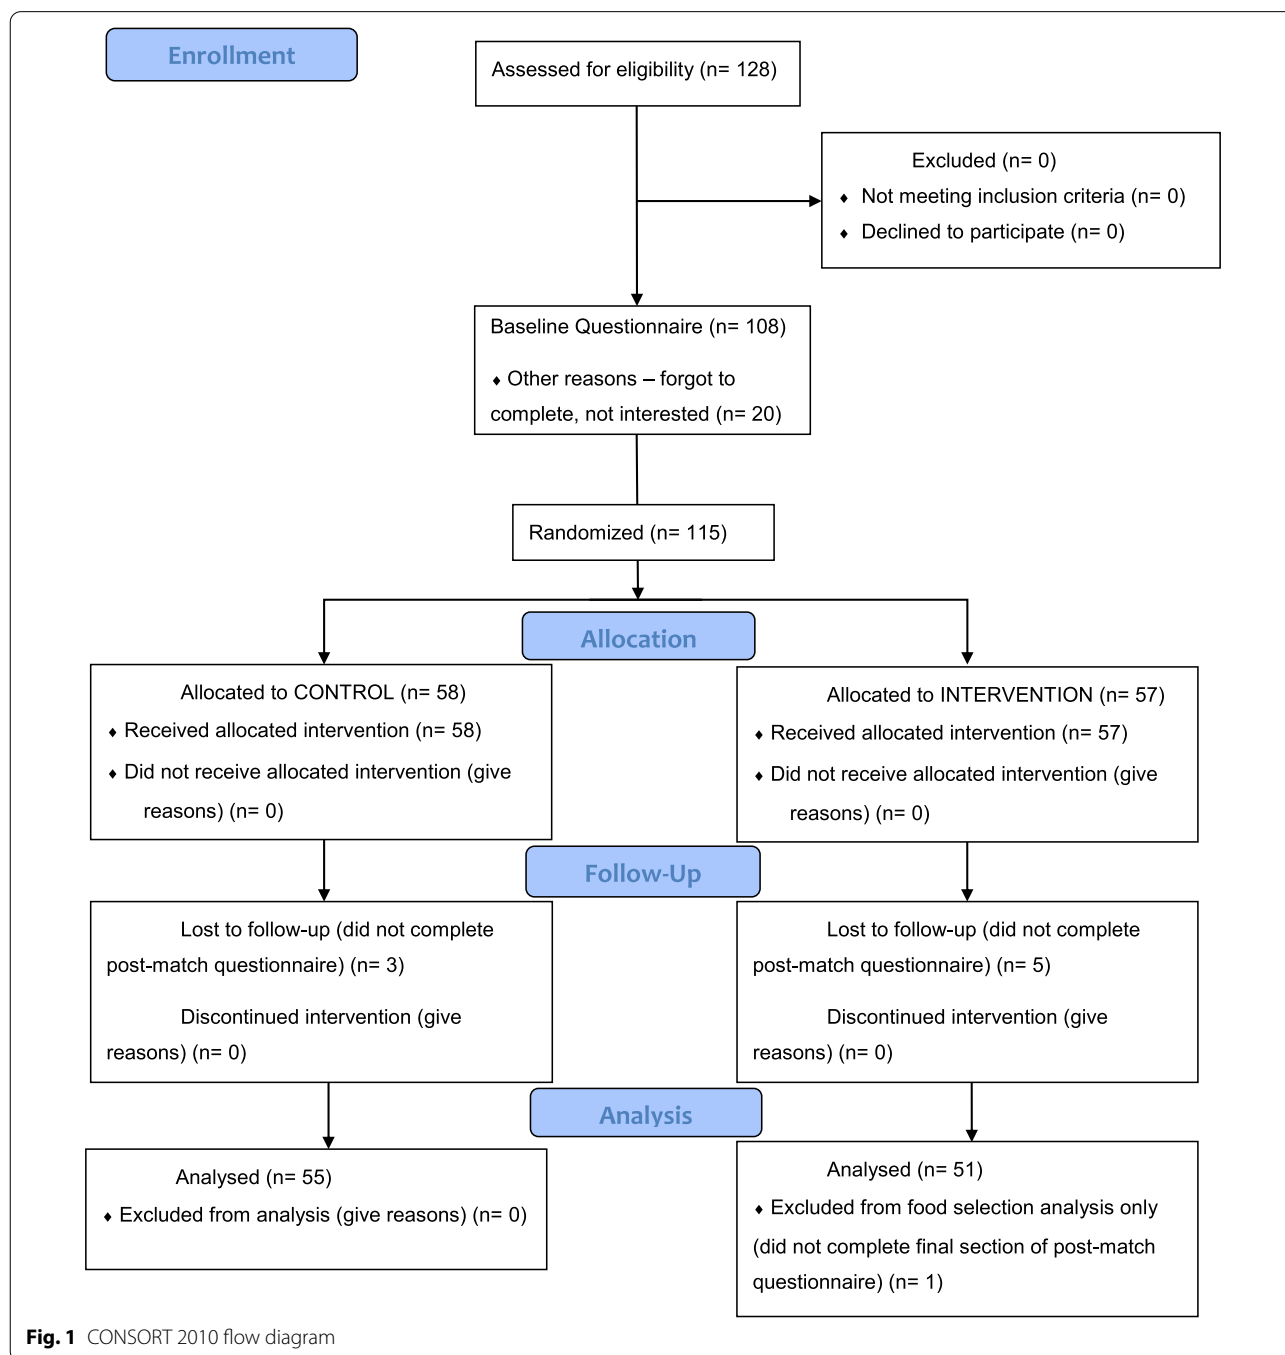 Enrollment
Assessed for eligibility (n= 128)
Excluded (n= 0)
♦ Not meeting inclusion criteria (n= 0)
♦ Declined to participate (n= 0)
Baseline Questionnaire (n= 108)
♦ Other reasons – forgot to
complete, not interested (n= 20)
Randomized (n= 115)
Allocation
Allocated to CONTROL (n= 58)
♦ Received allocated intervention (n= 58)
♦ Did not receive allocated intervention (give
reasons) (n= 0)
Allocated to INTERVENTION (n= 57)
♦ Received allocated intervention (n= 57)
♦ Did not receive allocated intervention (give
reasons) (n= 0)
Follow-Up
Lost to follow-up (did not complete
post-match questionnaire) (n= 3)
Discontinued intervention (give
reasons) (n= 0)
Lost to follow-up (did not complete
post-match questionnaire) (n= 5)
Discontinued intervention (give
reasons) (n= 0)
Analysis
Analysed (n= 55)
♦ Excluded from analysis (give reasons) (n= 0)
Analysed (n= 51)
♦ Excluded from food selection analysis only
(did not complete final section of post-match
questionnaire) (n= 1)
Fig. 1 CONSORT 2010 flow diagram